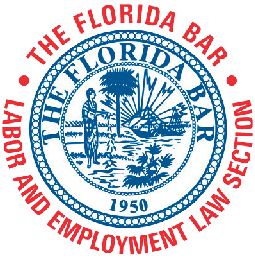 THE FLORIDA BAR
LABOR AND EMPLOYMENT LAW SECTION
THE FLORIDA BAR
1950